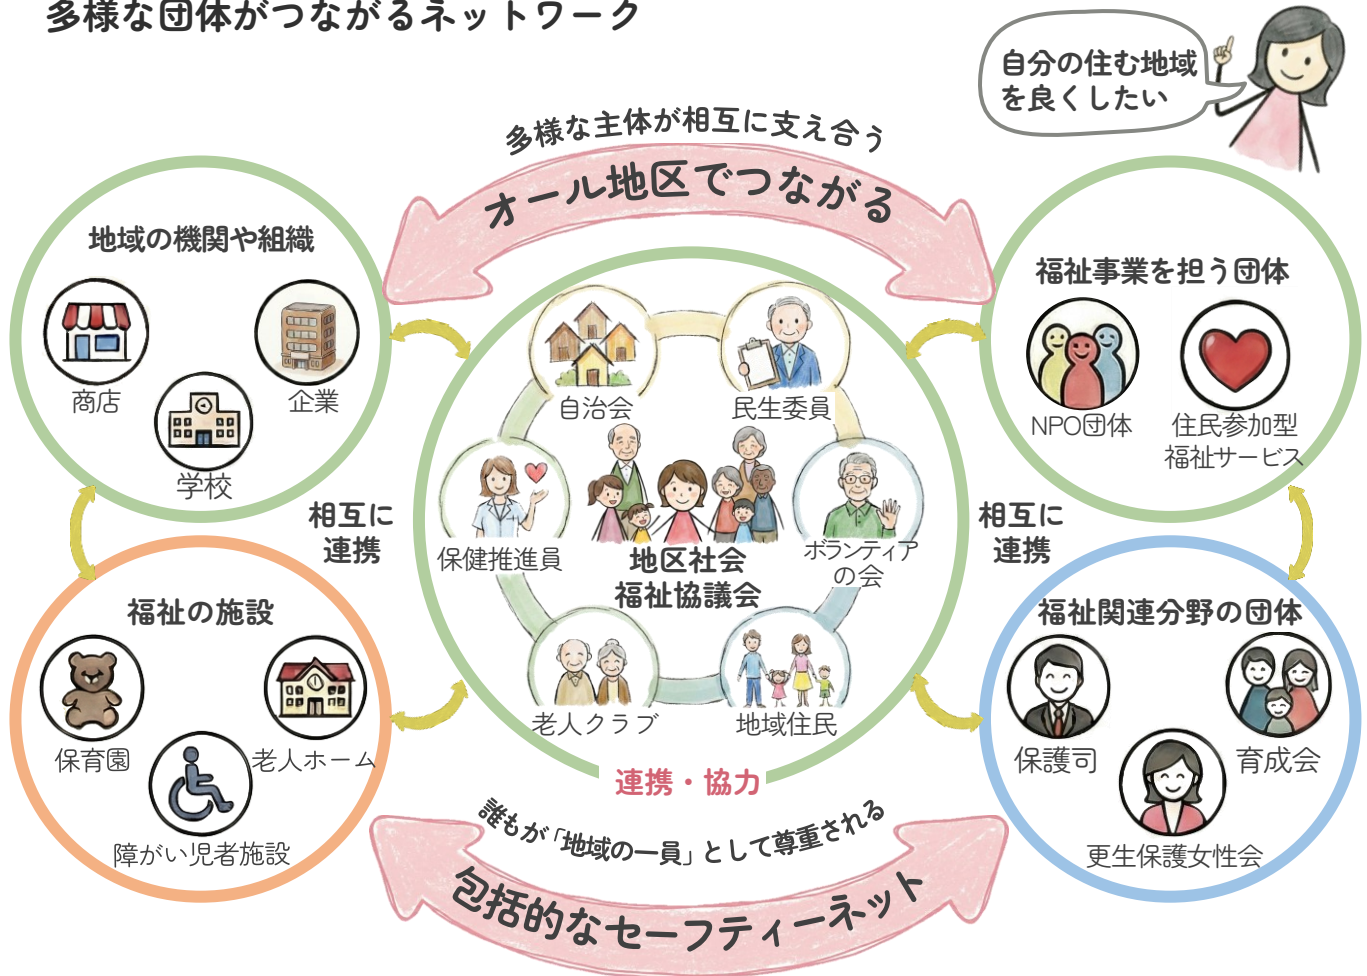 多様な団体がつながるネットワーク
自分の住む地域
を良くしたい
多様な主体が相互に支え合う
オール地区でつながる
地域の機関や組織
商店
企業
学校
福祉事業を担う団体
NPO団体
住民参加型
福祉サービス
自治会
民生委員
保健推進員
ボランティア
の会
地区社会
福祉協議会
老人クラブ
地域住民
連携・協力
相互に
連携
相互に
連携
福祉の施設
保育園
老人ホーム
障がい児者施設
福祉関連分野の団体
保護司
育成会
更生保護女性会
誰もが「地域の一員」として尊重される
包括的なセーフティーネット